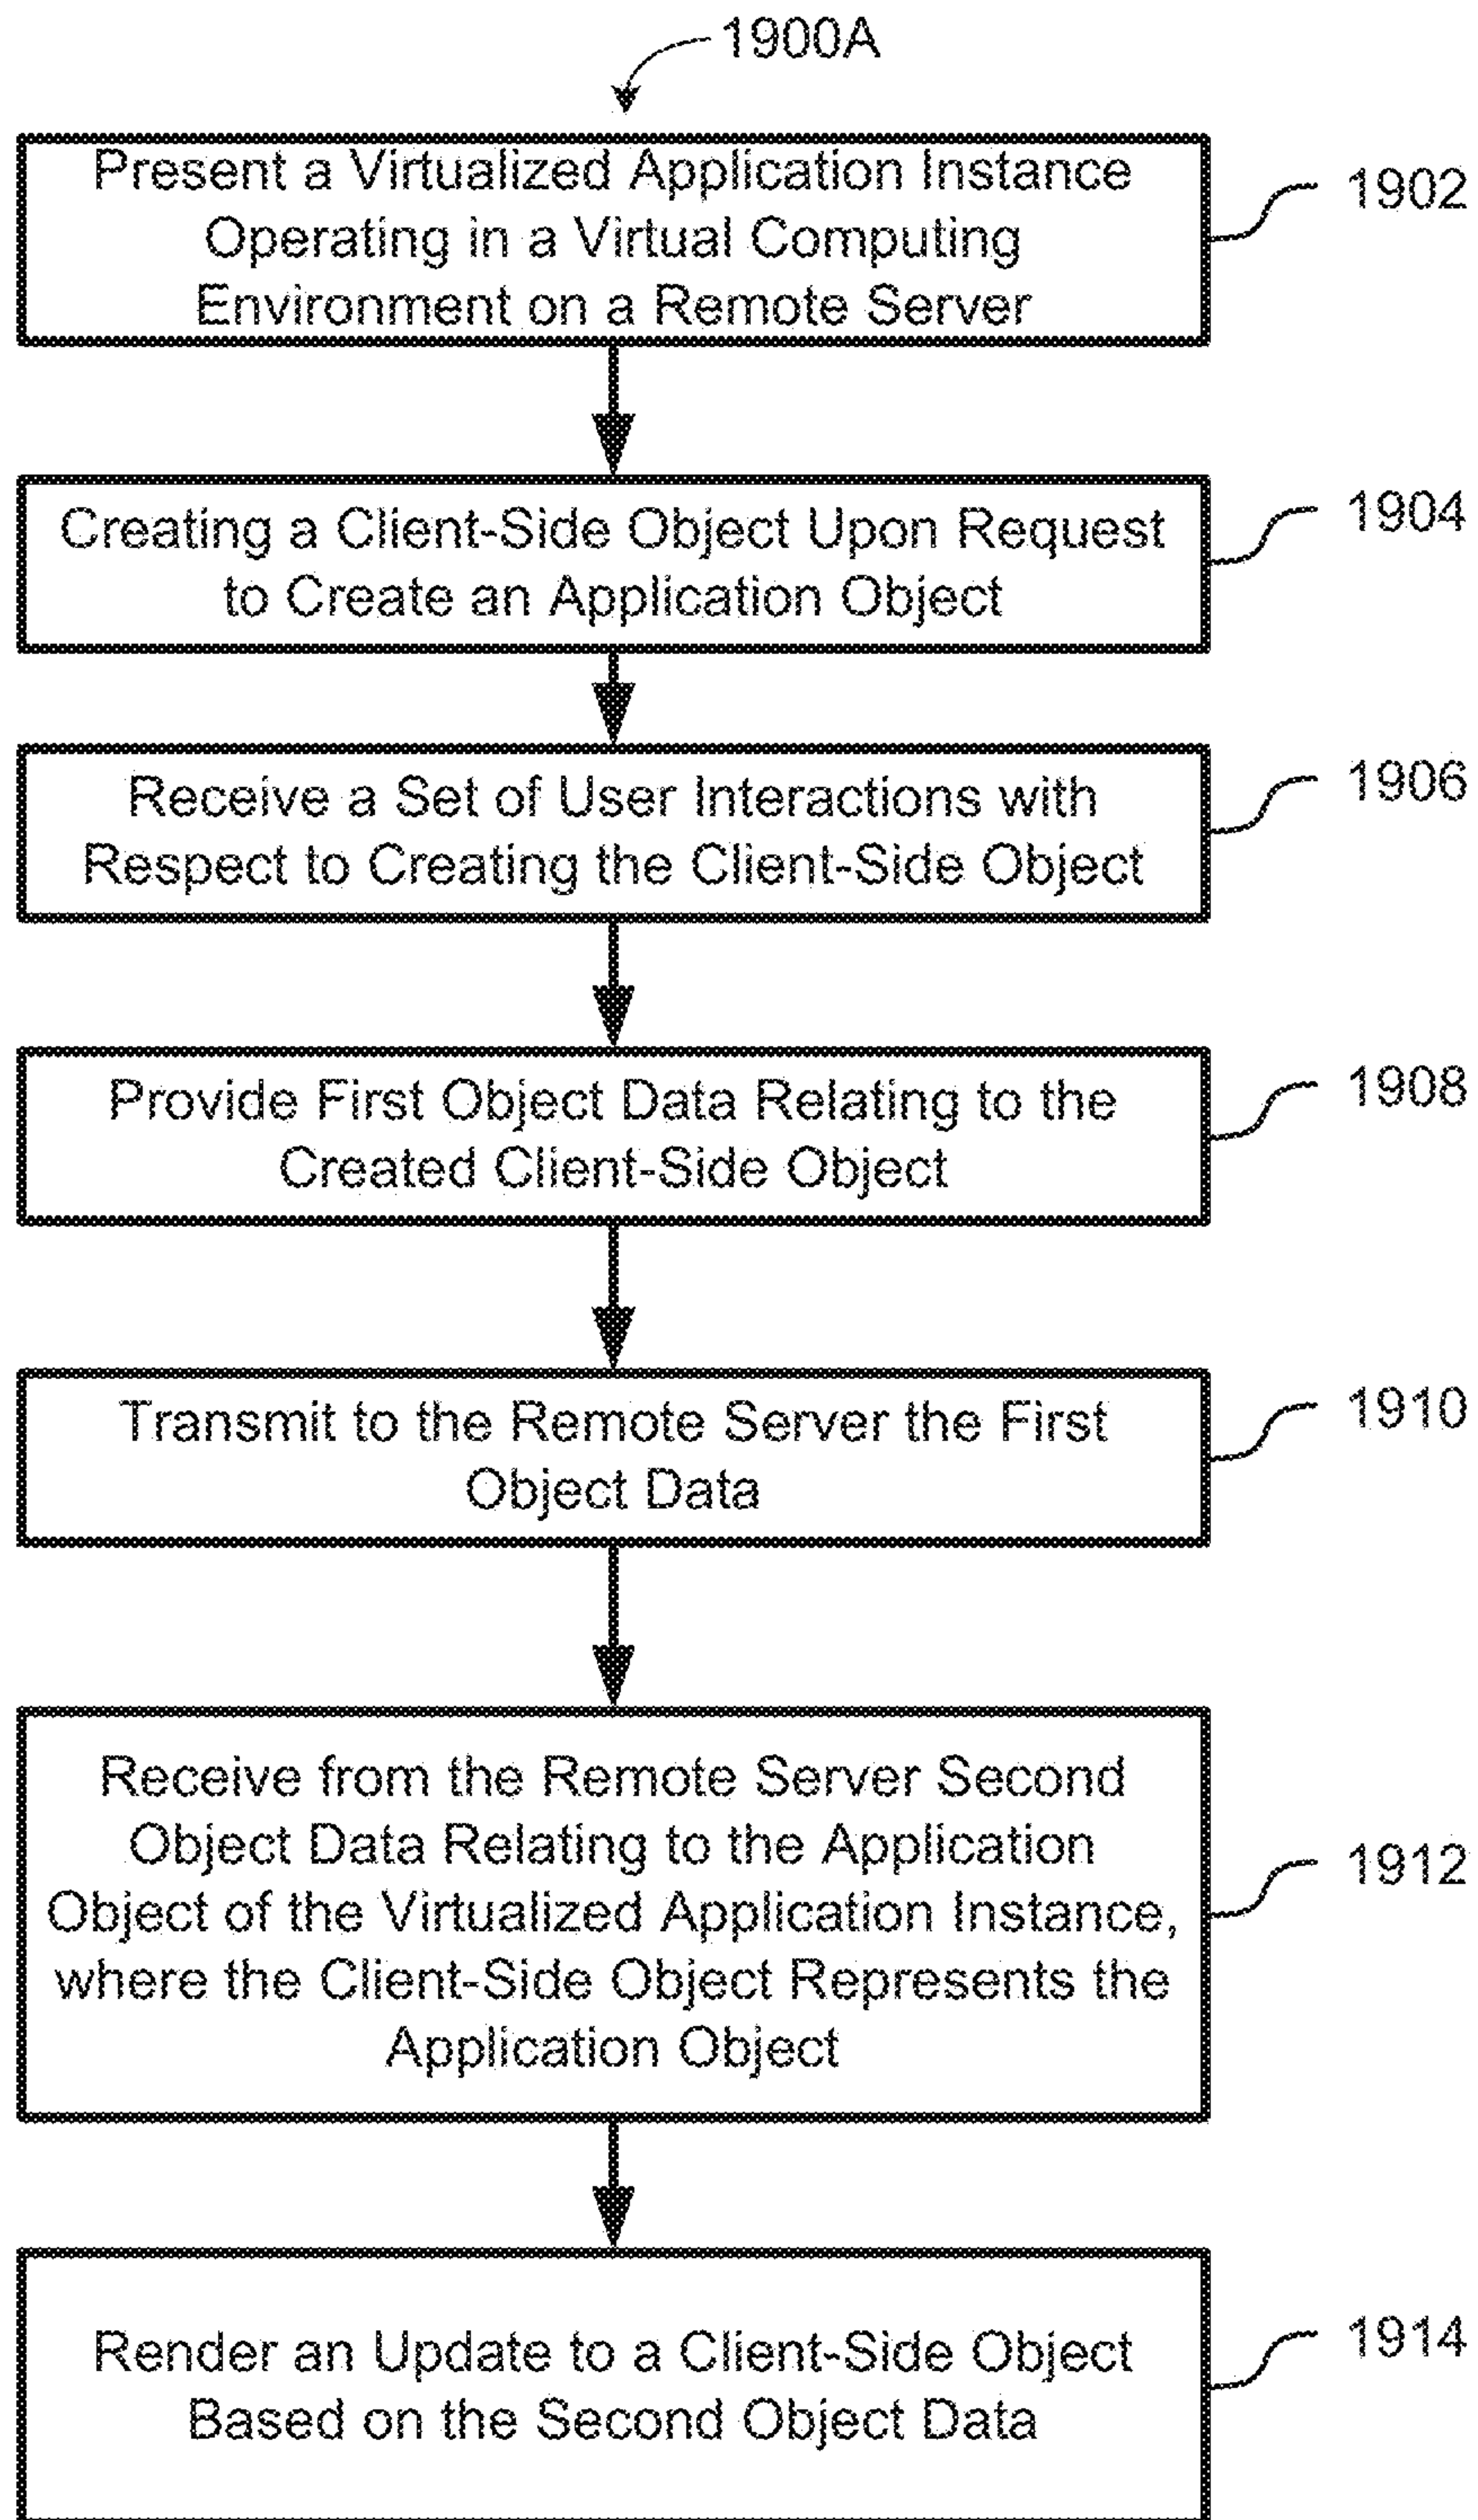 1900A
Present a Virtualized Application Instance
Operating in a Virtual Computing
Environment on a Remote Server
1902
Creating a Client-Side Object Upon Request
to Create an Application Object
1904
Receive a Set of User Interactions with
Respect to Creating the Client-Side Object
1906
Provide First Object Data Relating to the
Created Client-Side Object
1908
Transmit to the Remote Server the First
Object Data
1910
Receive from the Remote Server Second
Object Data Relating to the Application
Object of the Virtualized Application Instance,
where the Client-Side Object Represents the
Application Object
1912
Render an Update to a Client-Side Object
Based on the Second Object Data
1914